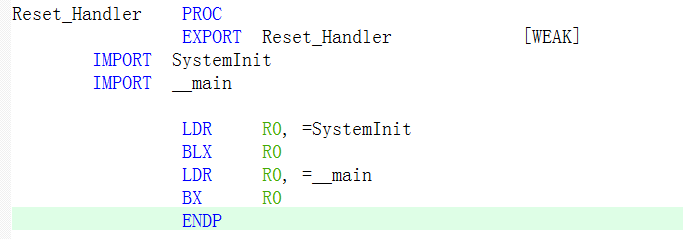 Reset_Handler PROC
EXPORT Reset_Handler [WEAK]
IMPORT SystemInit
IMPORT __main
LDR R0, =SystemInit
BLX R0
LDR R0, =__main
BX R0
ENDP